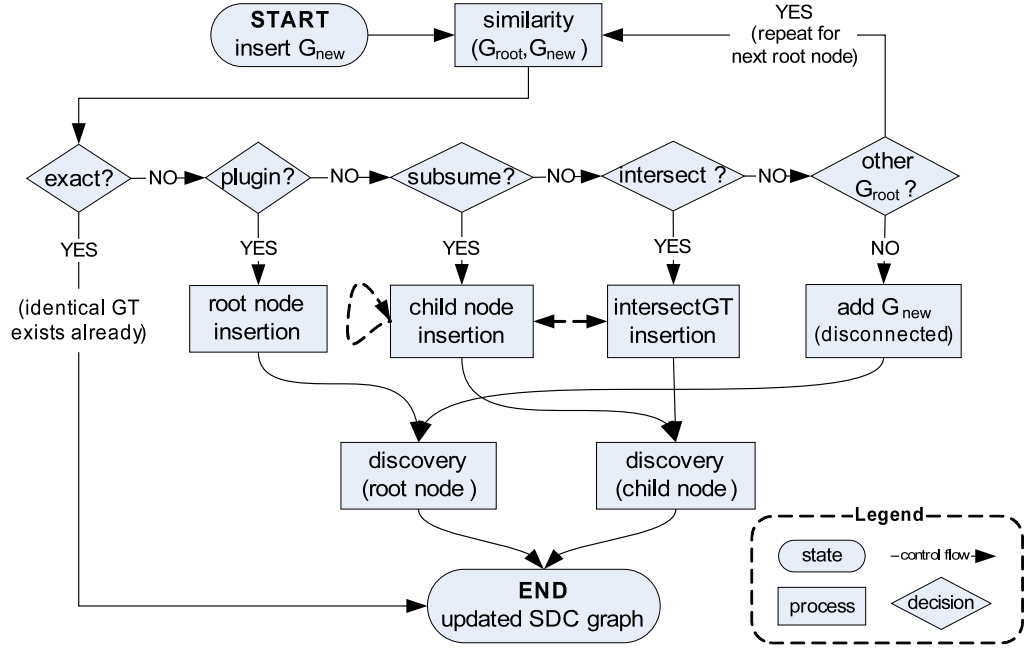 START
insert Gnew
similarity
(Groot,Gnew)
YES
(repeat for
next root node)
exact?
NO
plugin?
NO
subsume?
NO
intersect ?
NO
other
Groot ?
YES
YES
YES
YES
NO
(identical GT
exists already)
root node
insertion
child node
insertion
intersectGT
insertion
add Gnew
(disconnected)
discovery
(root node )
discovery
(child node )
Legend
state
control flow
process
decision
END
updated SDC graph